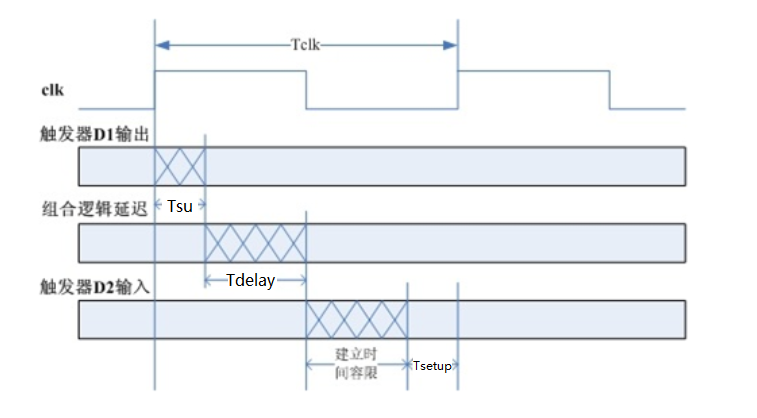 Tclk
clk
触发器D1输出
Tsu
组合逻辑延迟
Tdelay
触发器D2输入
建立时
间容限
Tsetup